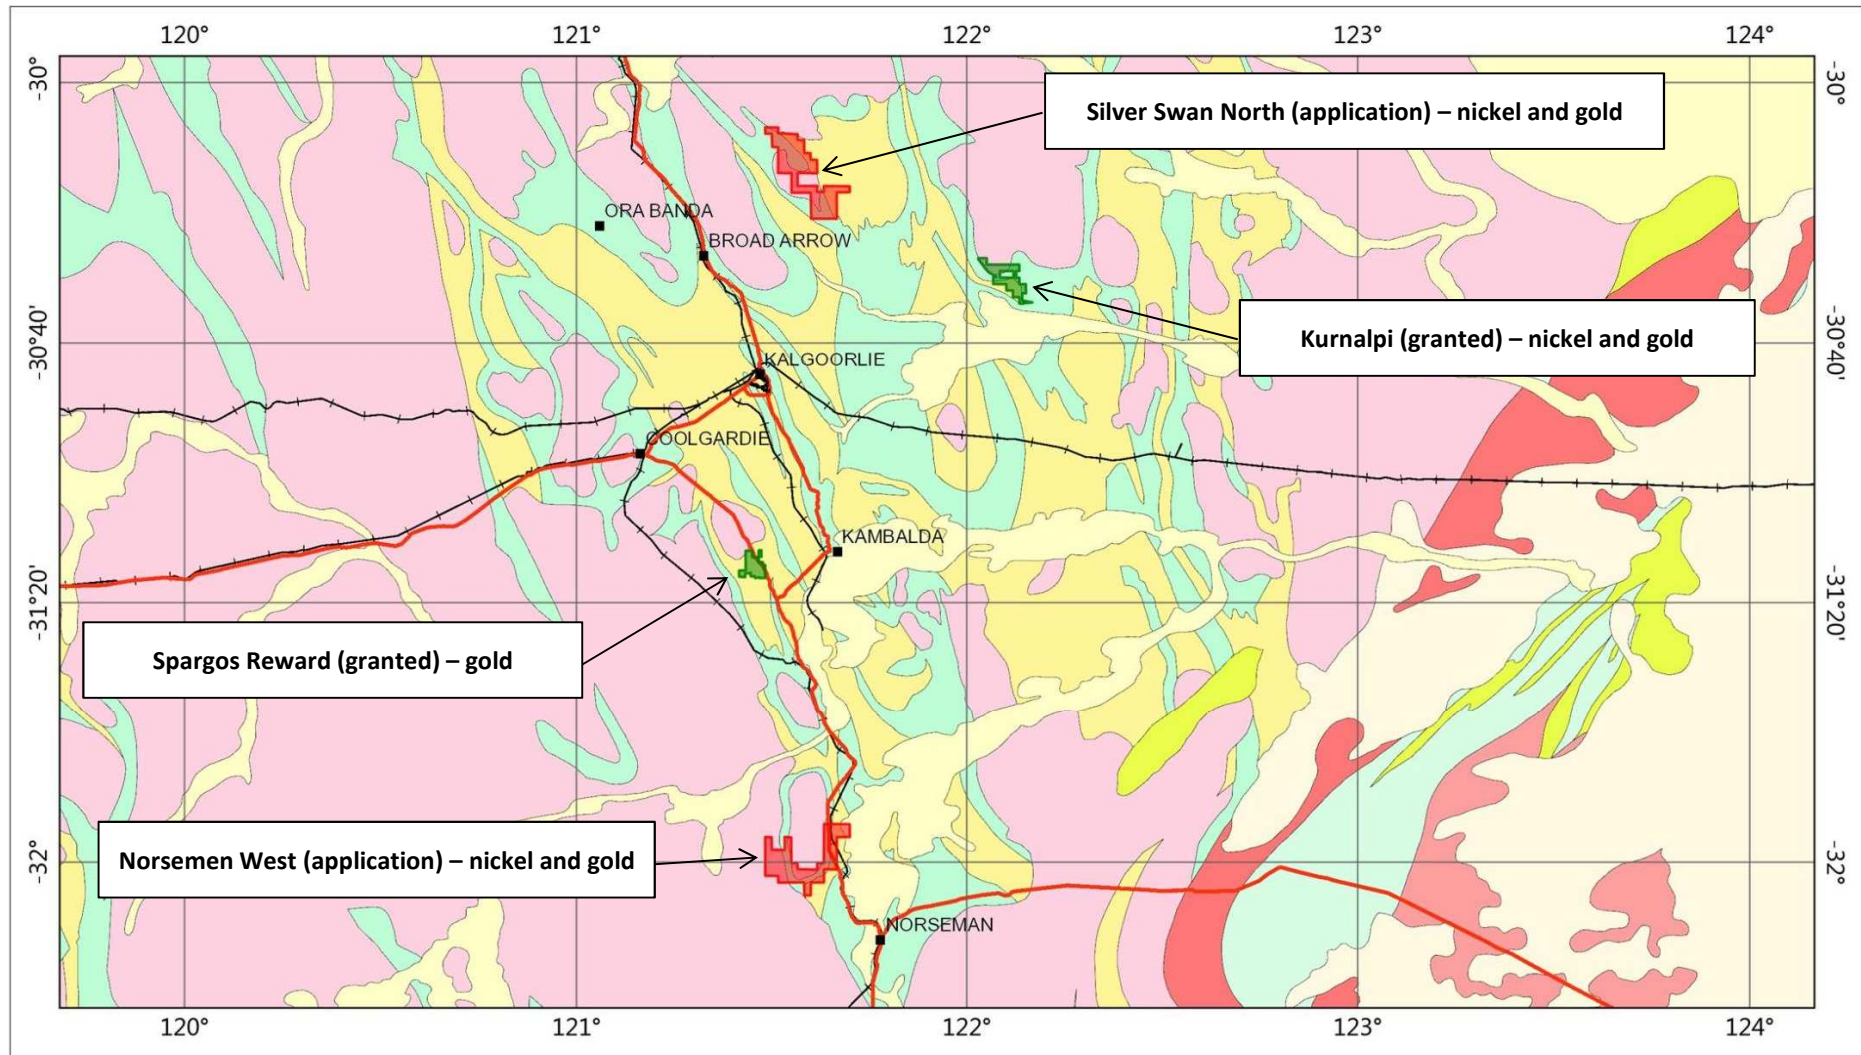 120° 121° 122° 123° 124°
-30° -30°
Silver Swan North (application) – nickel and gold
ORA BANDA
BROAD ARROW
Kurnalpi (granted) – nickel and gold
-30°40' -30°40'
KALGOORLIE
COOLGARDIE
KAMBALDA
-31°20' -31°20'
Spargos Reward (granted) – gold
Norsemen West (application) – nickel and gold
-32° -32°
NORSEMAN
120° 121° 122° 123° 124°